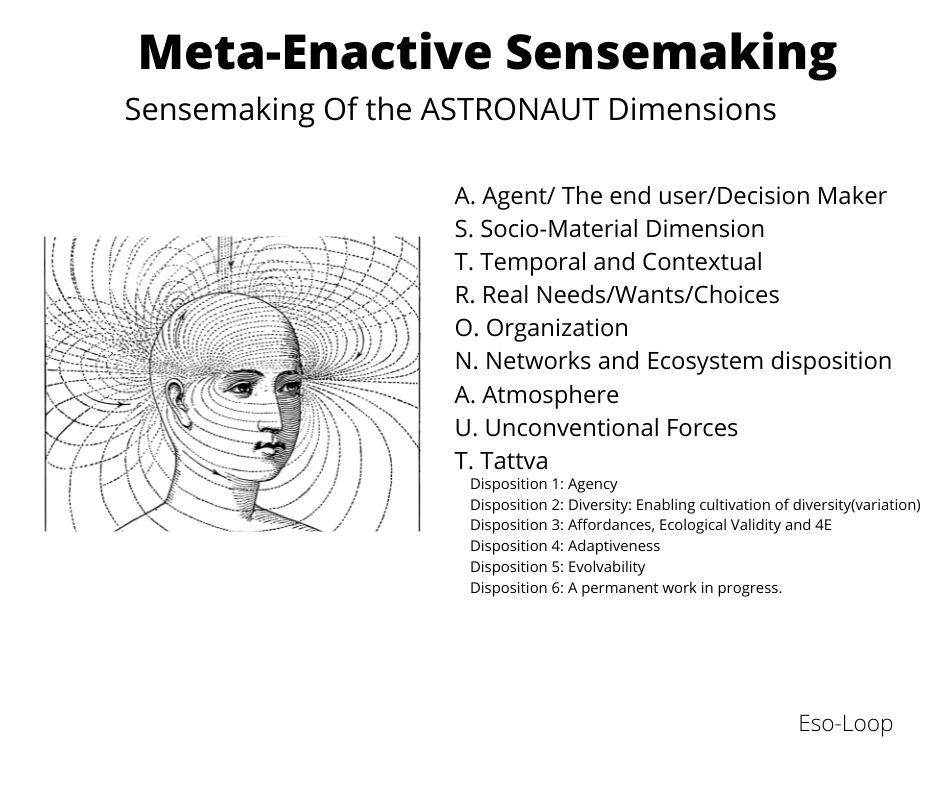 Meta-Enactive Sensemaking
Sensemaking Of the ASTRONAUT Dimensions
A. Agent/ The end user/Decision Maker
S. Socio-Material Dimension
T. Temporal and Contextual
R. Real Needs/Wants/Choices
O. Organization
N. Networks and Ecosystem disposition
A. Atmosphere
U. Unconventional Forces
T. Tattva
Disposition 1: Agency
Disposition 2: Diversity: Enabling cultivation of diversity(variation)
Disposition 3: Affordances, Ecological Validity and 4E
Disposition 4: Adaptiveness
Disposition 5: Evolvability
Disposition 6: A permanent work in progress.
Eso-Loop